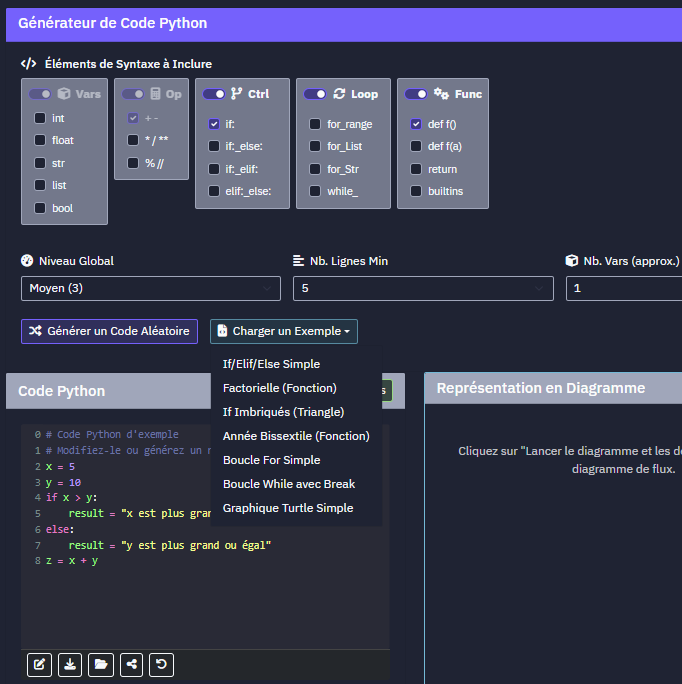 Générateur de Code Python
</> Éléments de Syntaxe à Inclure
Vars
int
float
str
list
bool
Op
+ -
* / **
% //
Ctrl
if:
if:_else:
if:_elif:
elif:_else:
Loop
for_range
for_List
for_Str
while_
Func
def f()
def f(a)
return
builtins
Niveau Global
Moyen (3)
Nb. Lignes Min
5
Nb. Vars (approx.)
1
Générer un Code Aléatoire
Charger un Exemple
If/Elif/Else Simple
Factorielle (Fonction)
If Imbriqués (Triangle)
Année Bissextile (Fonction)
Boucle For Simple
Boucle While avec Break
Graphique Turtle Simple
Code Python
0 # Code Python d'exemple
1 # Modifiez-le ou générez un
2 x = 5
3 y = 10
4 if x > y:
5 result = "x est plus
6 else:
7 result = "y est plus grand ou égal"
8 z = x + y
Représentation en Diagramme
Cliquez sur "Lancer le diagramme et les
diagramme de flux.